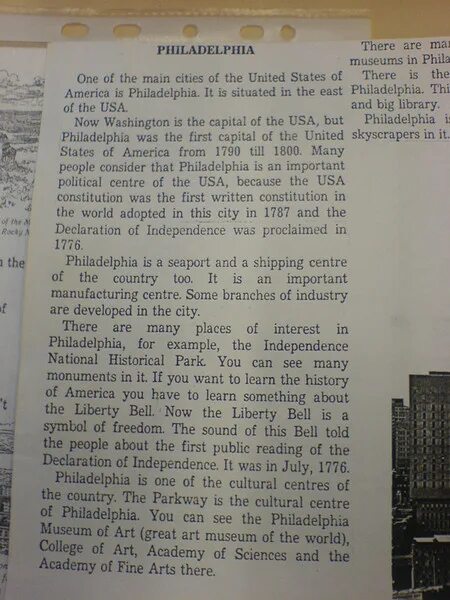 PHILADELPHIA
One of the main cities of the United States of
America is Philadelphia. It is situated in the east
of the USA.
Now Washington is the capital of the USA, but
Philadelphia was the first capital of the United
States of America from 1790 till 1800. Many
people consider that Philadelphia is an important
political centre of the USA, because the USA
constitution was the first written constitution in
the world adopted in this city in 1787 and the
Declaration of Independence was proclaimed in
1776.
Philadelphia is a seaport and a shipping centre
of the country too. It is an important
manufacturing centre. Some branches of industry
are developed in the city.
There are many places of interest in
Philadelphia, for example, the Independence
National Historical Park. You can see many
monuments in it. If you want to learn the history
of America you have to learn something about
the Liberty Bell. Now the Liberty Bell is a
symbol of freedom. The sound of this Bell told
the people about the first public reading of the
Declaration of Independence. It was in July, 1776.
Philadelphia is one of the cultural centres of
the country. The Parkway is the cultural centre
of Philadelphia. You can see the Philadelphia
Museum of Art (great art museum of the world),
College of Art, Academy of Sciences and the
Academy of Fine Arts there.
There are
museums in
There is the
Philadelphia.
and big library.
Philadelphia
skyscrapers in it.
of the
Rocky
the